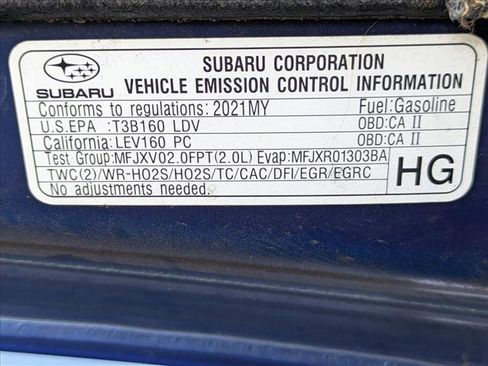 SUBARU CORPORATION
SUBARU VEHICLE EMISSION CONTROL INFORMATION
Conforms to regulations: 2021MY Fuel:Gasoline
U.S.EPA :T3B160 LDV OBD:CA II
California:LEV160 PC OBD:CA II
Test Group:MFJXV02.0FPT(2.0L) Evap:MFJXR01303BA
TWC(2)/WR-HO2S/HO2S/TC/CAC/DFI/EGR/EGRC HG
No adjustments needed.